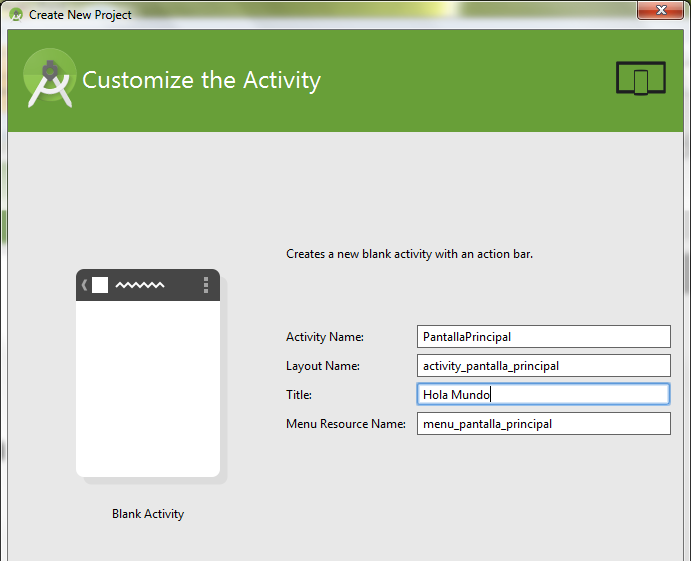 Create New Project
Customize the Activity
Creates a new blank activity with an action bar.
Activity Name: PantallaPrincipal
Layout Name: activity_pantalla_principal
Title: Hola Mundo
Menu Resource Name: menu_pantalla_principal
Blank Activity